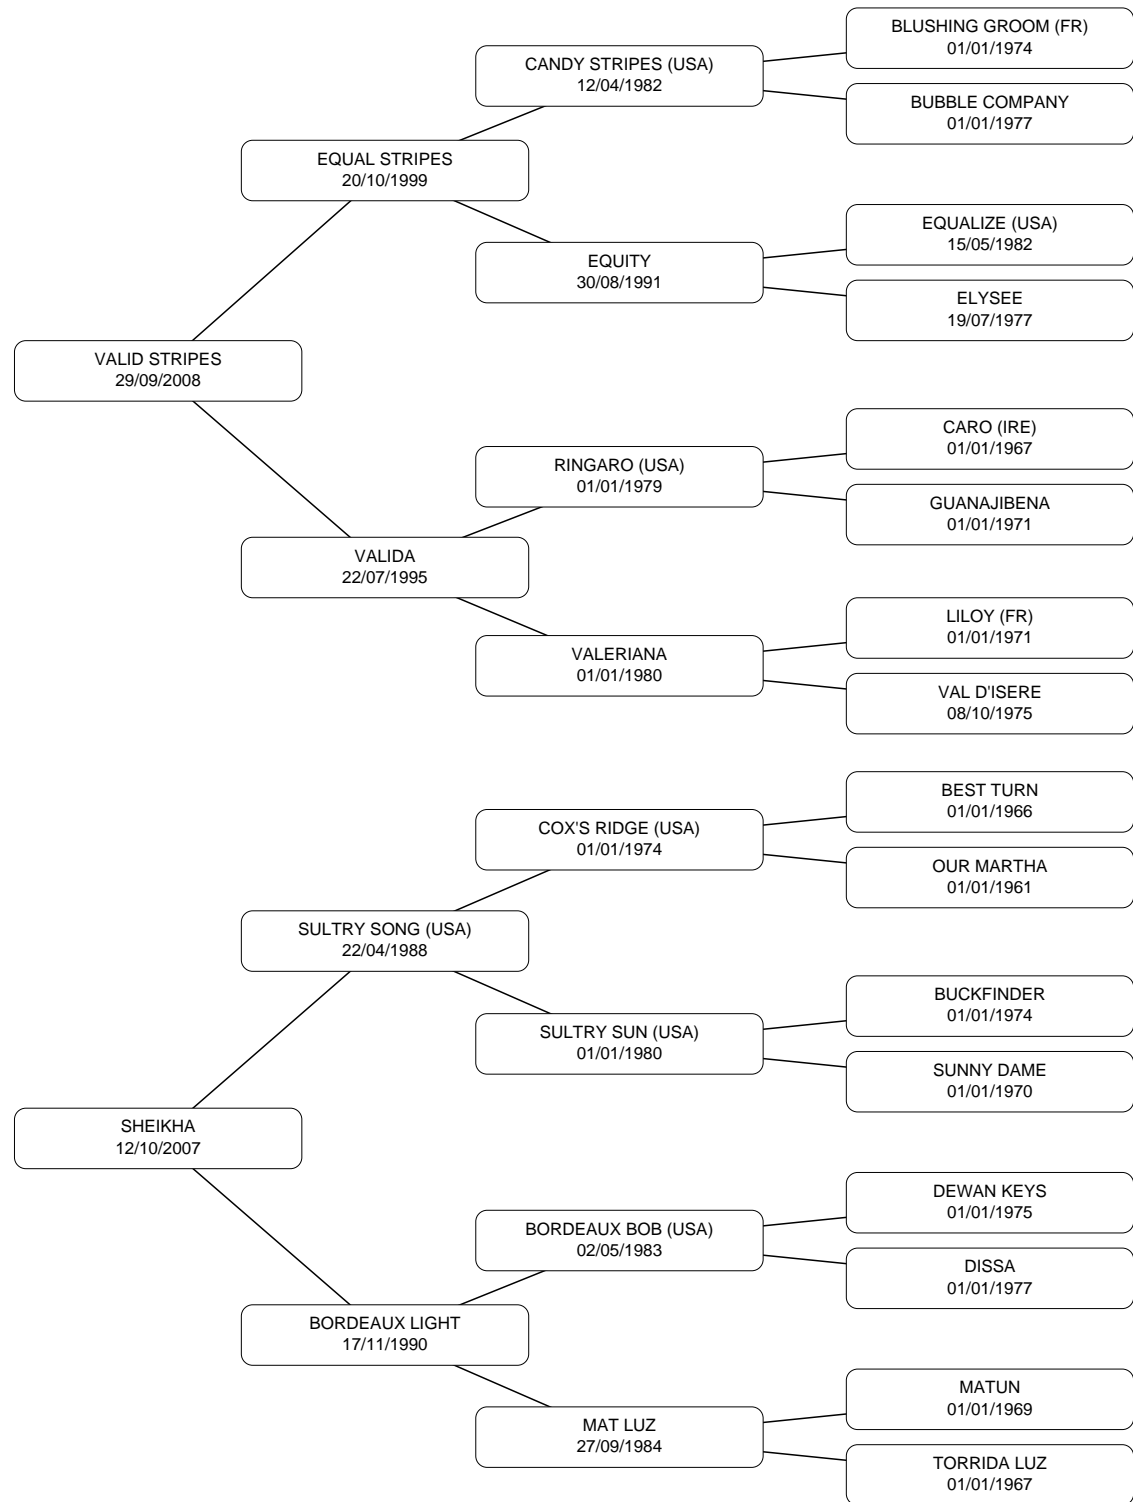 BLUSHING GROOM (FR)
01/01/1974
CANDY STRIPES (USA)
12/04/1982
BUBBLE COMPANY
01/01/1977
EQUAL STRIPES
20/10/1999
EQUALIZE (USA)
15/05/1982
EQUITY
30/08/1991
ELYSEE
19/07/1977
VALID STRIPES
29/09/2008
CARO (IRE)
01/01/1967
RINGARO (USA)
01/01/1979
GUANAJIBENA
01/01/1971
VALIDA
22/07/1995
LILOY (FR)
01/01/1971
VALERIANA
01/01/1980
VAL D'ISERE
08/10/1975
BEST TURN
01/01/1966
COX'S RIDGE (USA)
01/01/1974
OUR MARTHA
01/01/1961
SULTRY SONG (USA)
22/04/1988
BUCKFINDER
01/01/1974
SULTRY SUN (USA)
01/01/1980
SUNNY DAME
01/01/1970
SHEIKHA
12/10/2007
DEWAN KEYS
01/01/1975
BORDEAUX BOB (USA)
02/05/1983
DISSA
01/01/1977
BORDEAUX LIGHT
17/11/1990
MATUN
01/01/1969
MAT LUZ
27/09/1984
TORRIDA LUZ
01/01/1967